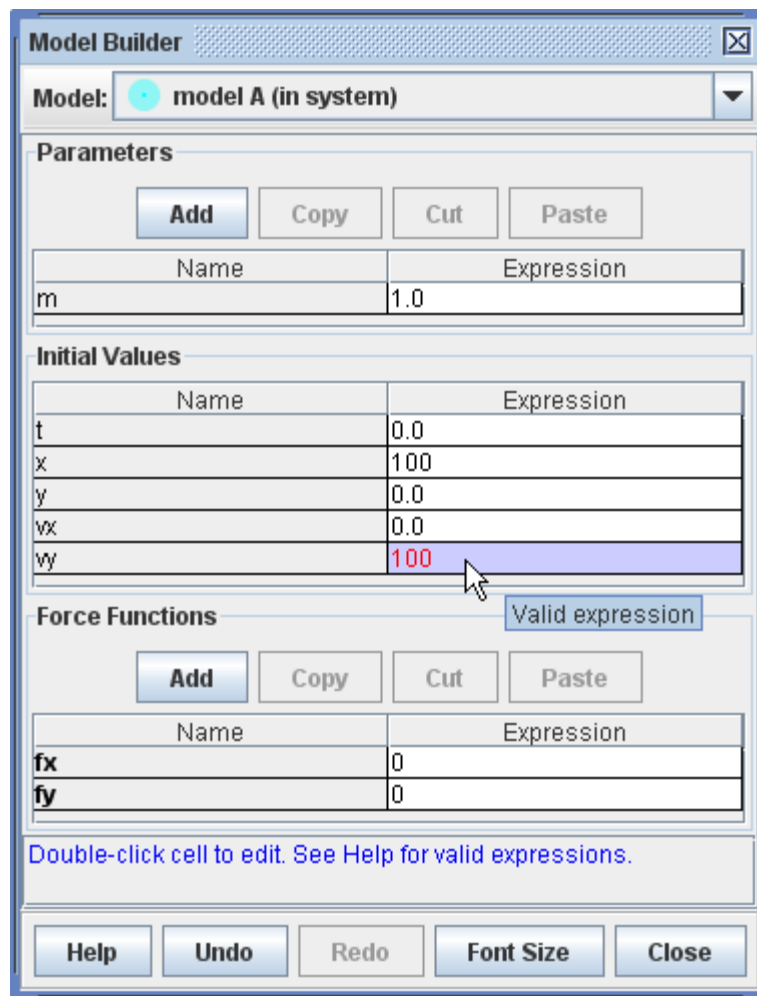 Model Builder
Model: model A (in system)
Parameters
Add Copy Cut Paste
Name Expression
m 1.0
Initial Values
Name Expression
t 0.0
x 100
y 0.0
vx 0.0
vy 100
Valid expression
Force Functions
Add Copy Cut Paste
Name Expression
fx 0
fy 0
Double-click cell to edit. See Help for valid expressions.
Help Undo Redo Font Size Close